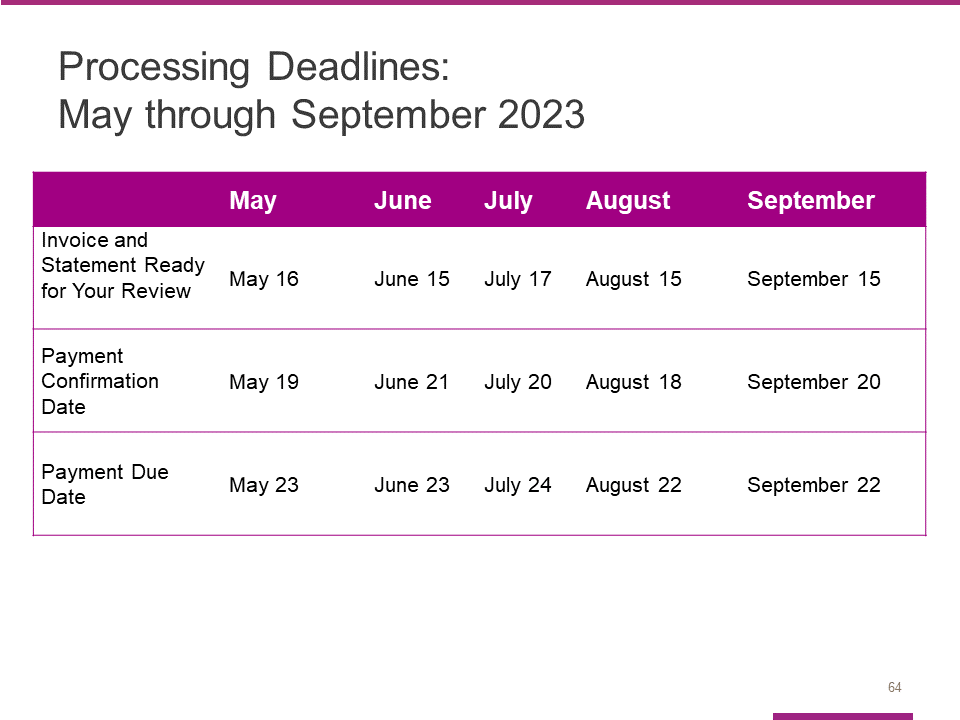 Processing Deadlines:
May through September 2023
May June July August September
Invoice and
Statement Ready
for Your Review
May 16 June 15 July 17 August 15 September 15
Payment
Confirmation
Date
May 19 June 21 July 20 August 18 September 20
Payment Due
Date
May 23 June 23 July 24 August 22 September 22
64